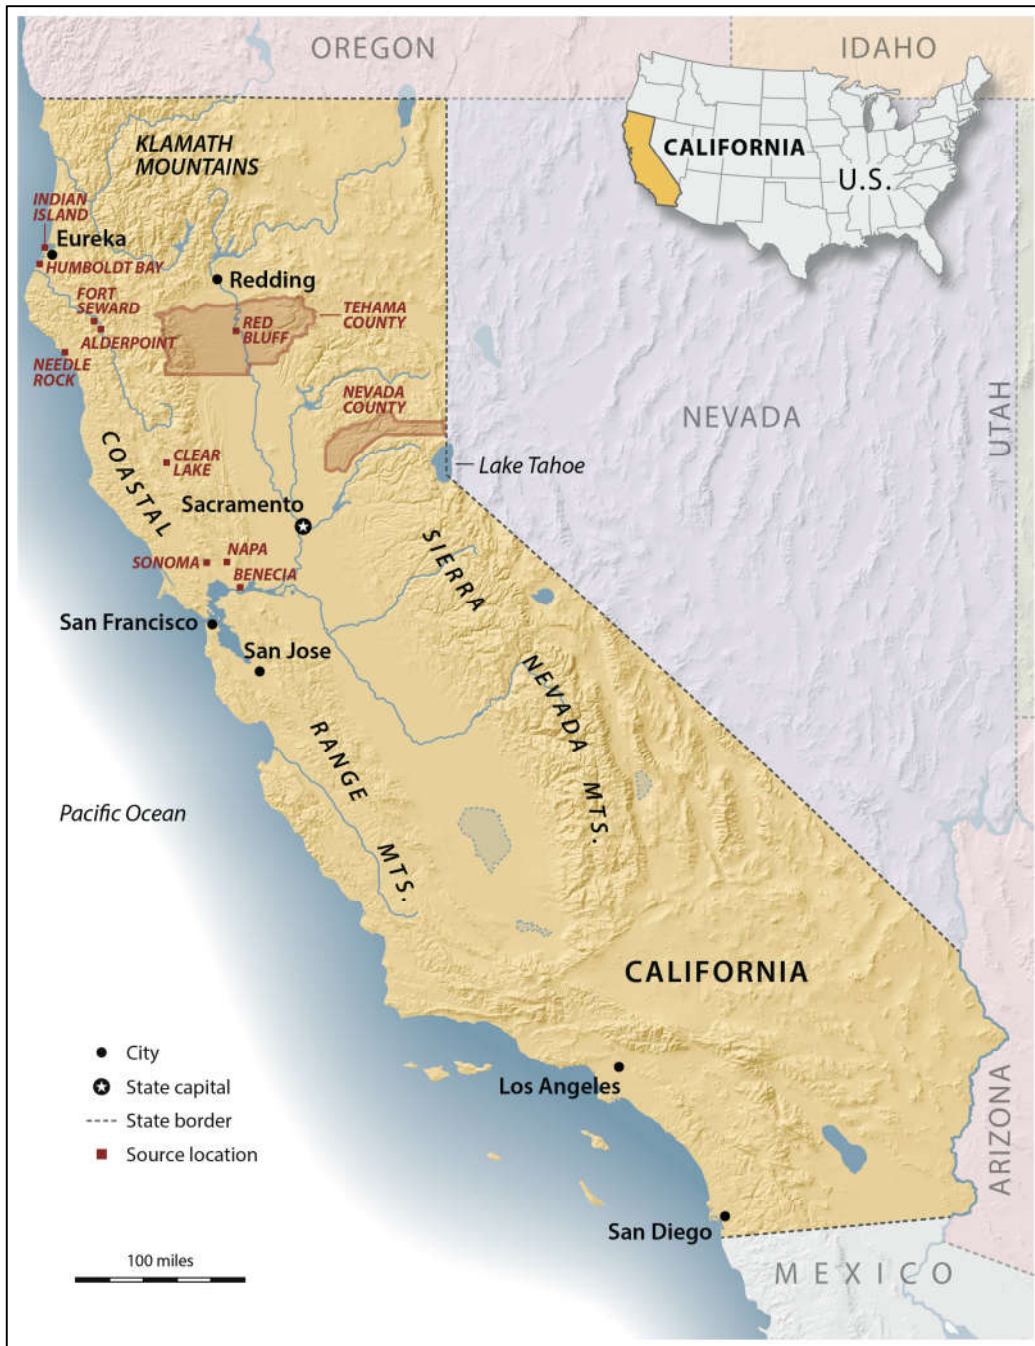 OREGON
IDAHO
KLAMATH
MOUNTAINS
CALIFORNIA
U.S.
INDIAN
ISLAND
Eureka
HUMBOLDT BAY
Redding
FORT
SEWARD
ALDERPOINT
NEEDLE
ROCK
RED
BLUFF
TEHAMA
COUNTY
NEVADA
COUNTY
NEVADA
UTAH
COASTAL
CLEAR
LAKE
Lake Tahoe
Sacramento
SIERRA
SONOMA
NAPA
BENECIA
San Francisco
San Jose
NEVADA
MTS.
RANGE
MTS.
Pacific Ocean
CALIFORNIA
City
State capital
State border
Source location
Los Angeles
ARIZONA
San Diego
100 miles
MEXICO